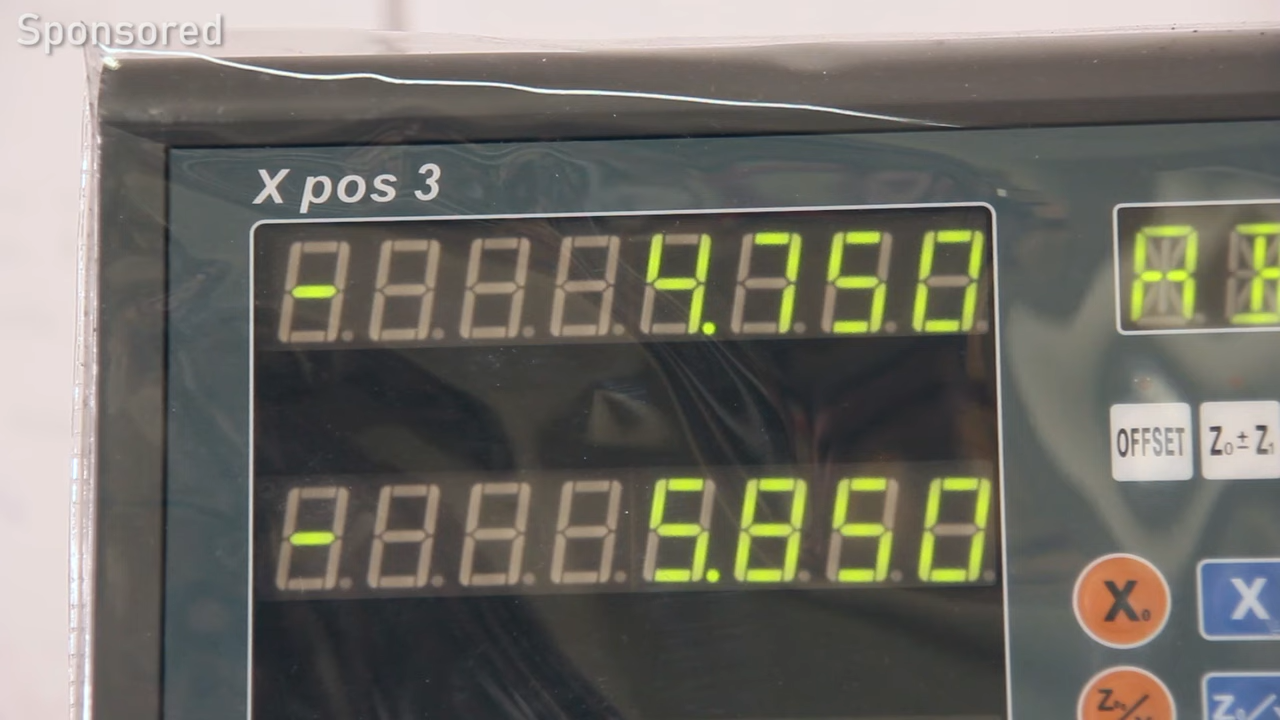 Sponsored
X pos 3
- 4.750
A
- 5.850
OFFSET
Z₀ ± Z₁
X₀
X